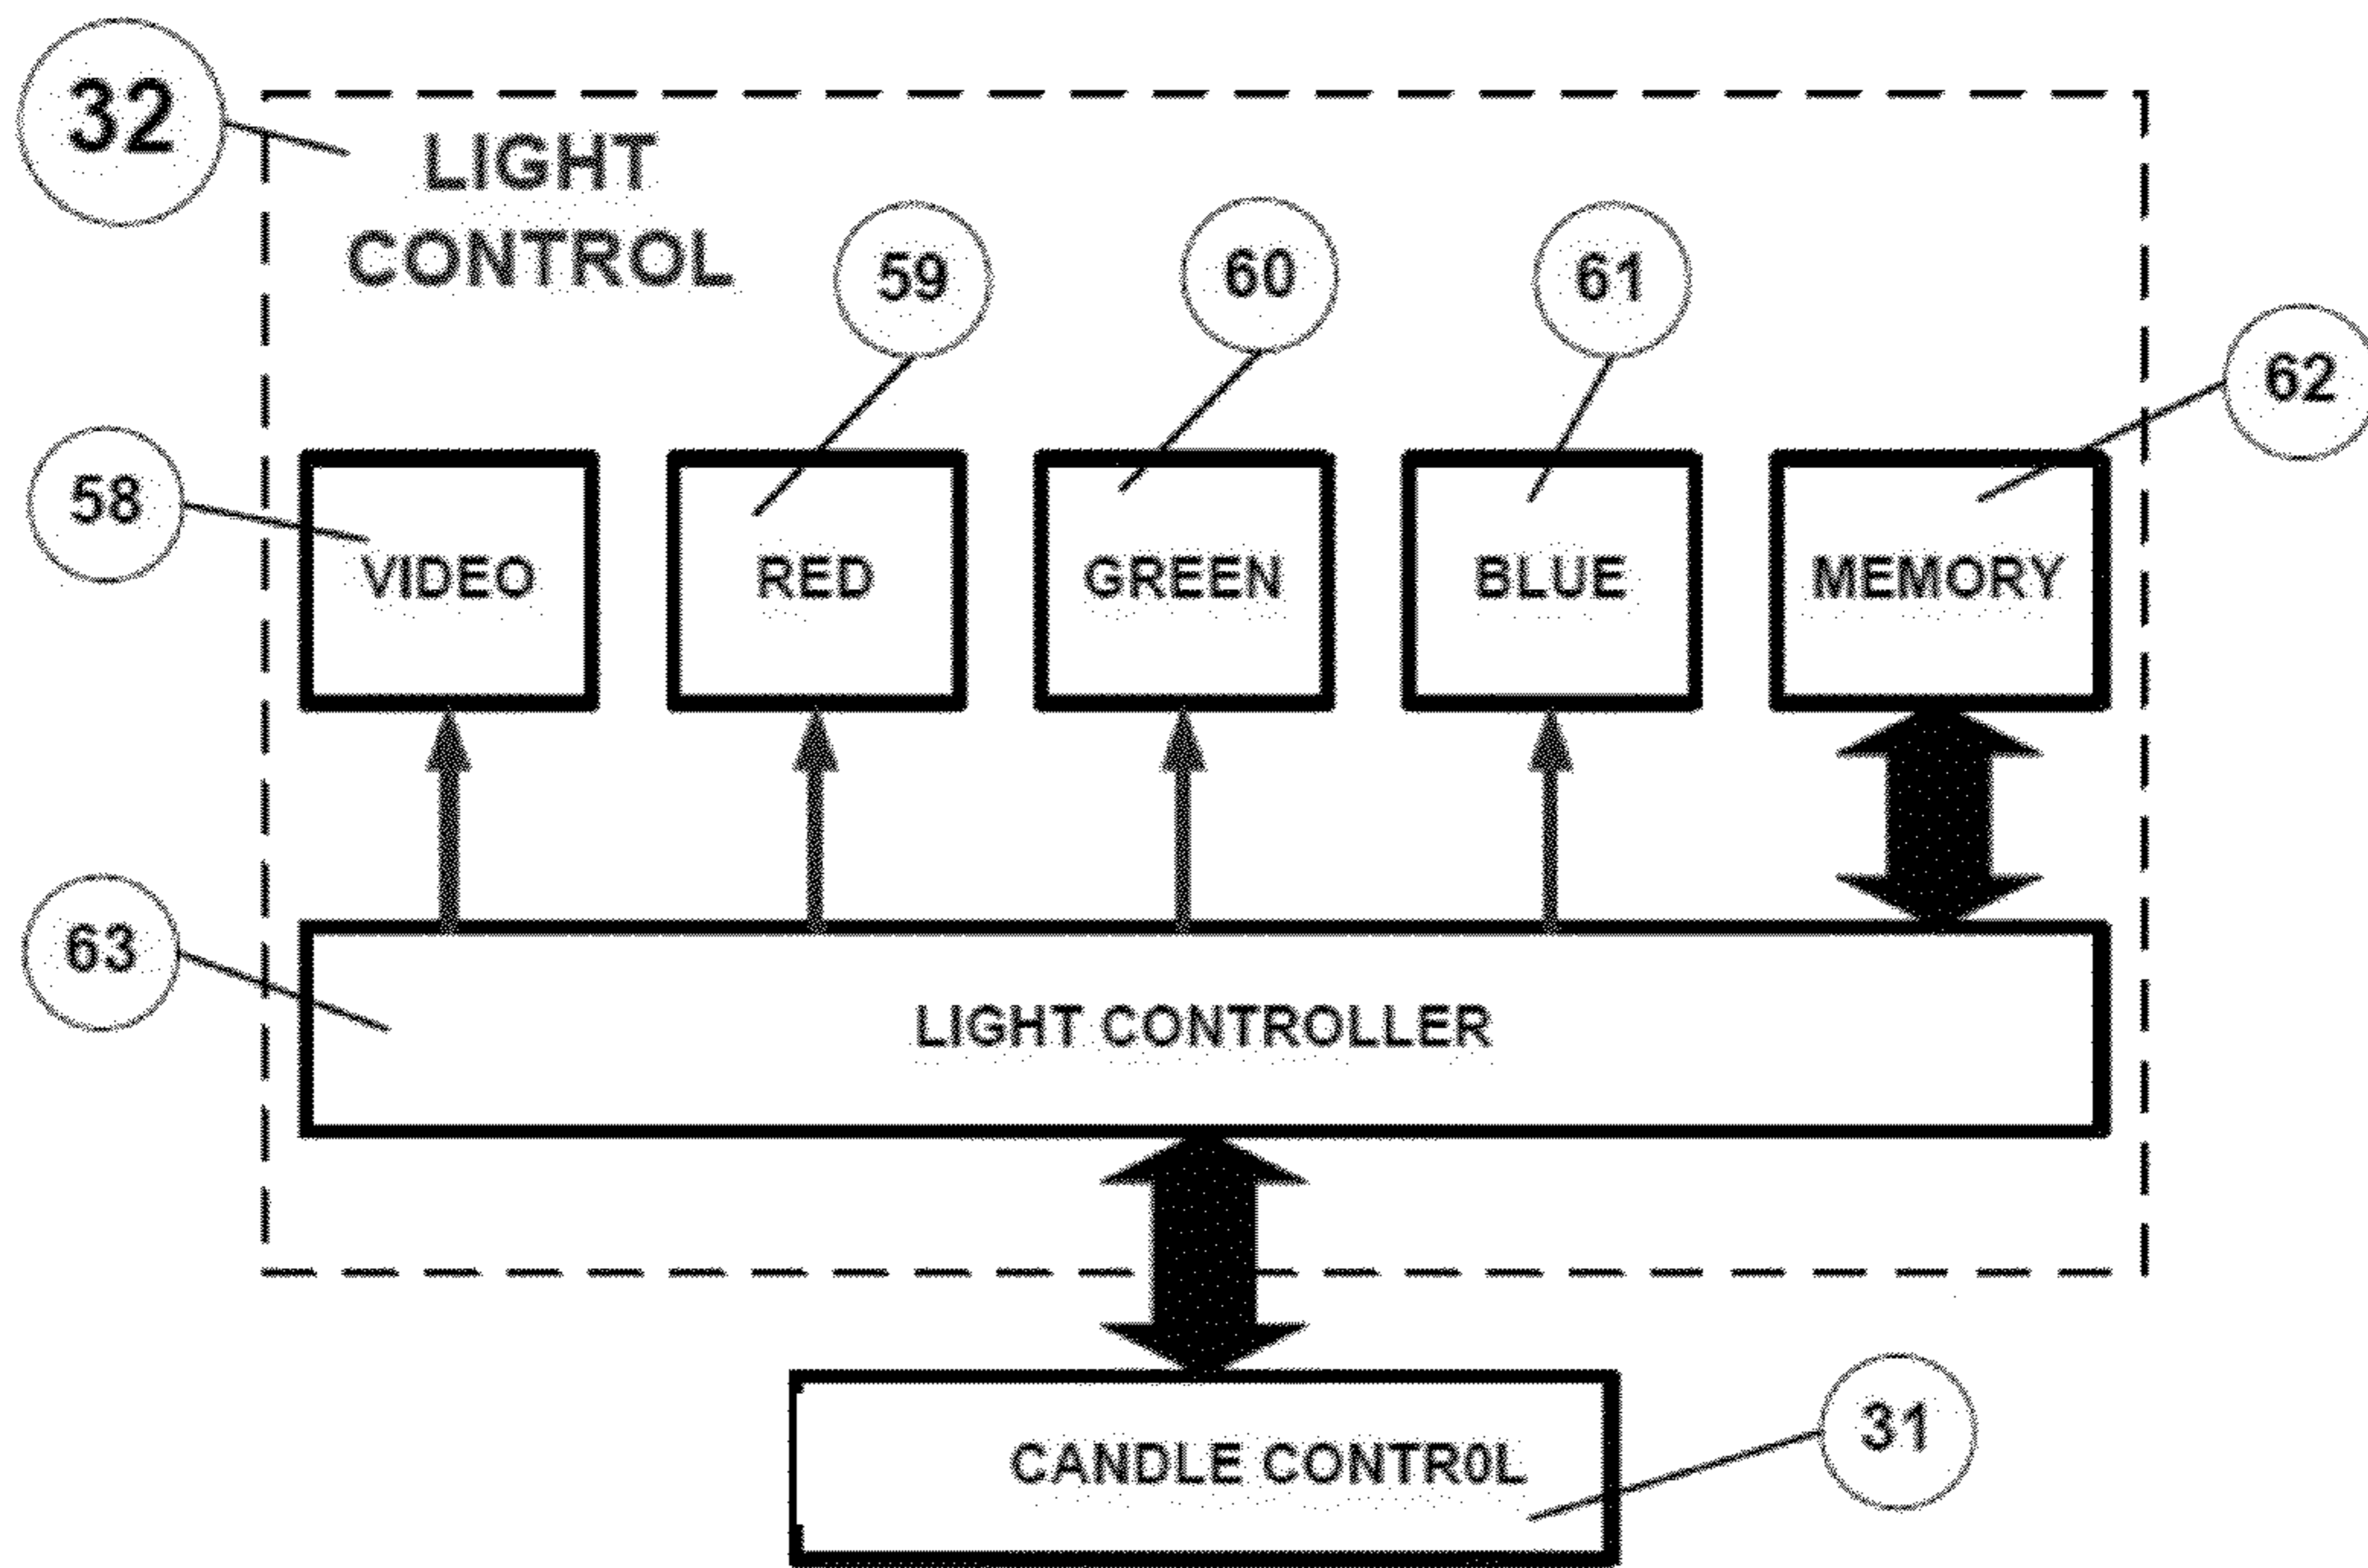 32
LIGHT
CONTROL
59
60
61
62
58
VIDEO
RED
GREEN
BLUE
MEMORY
63
LIGHT CONTROLLER
CANDLE CONTR0L
31